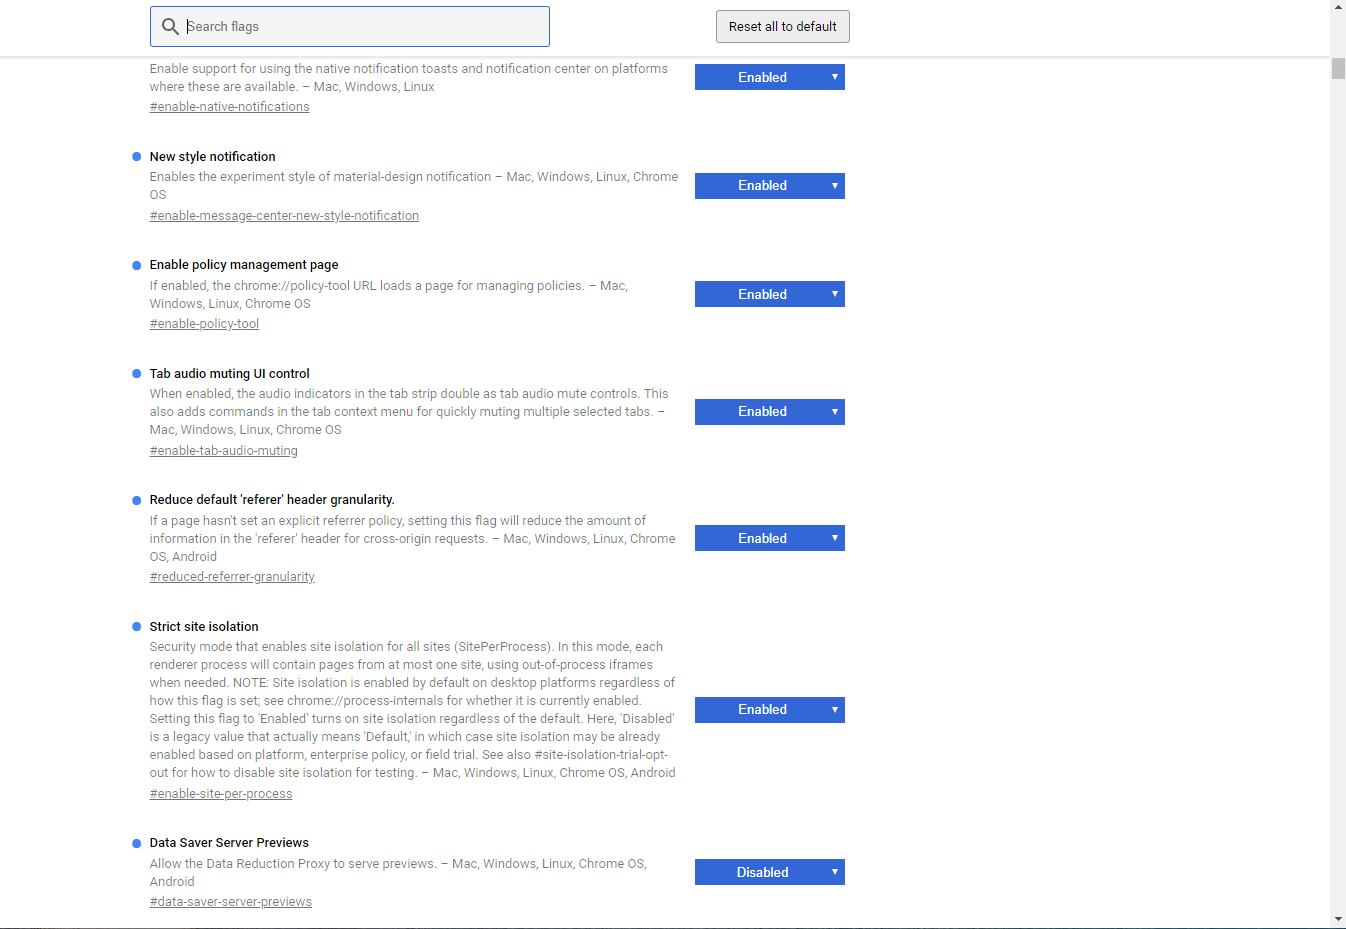 Search flags
Reset all to default
Enable support for using the native notification toasts and notification center on platforms
where these are available. – Mac, Windows, Linux
#enable-native-notifications
Enabled
New style notification
Enables the experiment style of material-design notification – Mac, Windows, Linux, Chrome
OS
#enable-message-center-new-style-notification
Enabled
Enable policy management page
If enabled, the chrome://policy-tool URL loads a page for managing policies. – Mac,
Windows, Linux, Chrome OS
#enable-policy-tool
Enabled
Tab audio muting UI control
When enabled, the audio indicators in the tab strip double as tab audio mute controls. This
also adds commands in the tab context menu for quickly muting multiple selected tabs. –
Mac, Windows, Linux, Chrome OS
#enable-tab-audio-muting
Enabled
Reduce default 'referer' header granularity.
If a page hasn't set an explicit referrer policy, setting this flag will reduce the amount of
information in the 'referer' header for cross-origin requests. – Mac, Windows, Linux, Chrome
OS, Android
#reduced-referrer-granularity
Enabled
Strict site isolation
Security mode that enables site isolation for all sites (SitePerProcess). In this mode, each
renderer process will contain pages from at most one site, using out-of-process iframes
when needed. NOTE: Site isolation is enabled by default on desktop platforms regardless of
how this flag is set; see chrome://process-internals for whether it is currently enabled.
Setting this flag to 'Enabled' turns on site isolation regardless of the default. Here, 'Disabled'
is a legacy value that actually means 'Default,' in which case site isolation may be already
enabled based on platform, enterprise policy, or field trial. See also #site-isolation-trial-opt-
out for how to disable site isolation for testing. – Mac, Windows, Linux, Chrome OS, Android
#enable-site-per-process
Enabled
Data Saver Server Previews
Allow the Data Reduction Proxy to serve previews. – Mac, Windows, Linux, Chrome OS,
Android
#data-saver-server-previews
Disabled